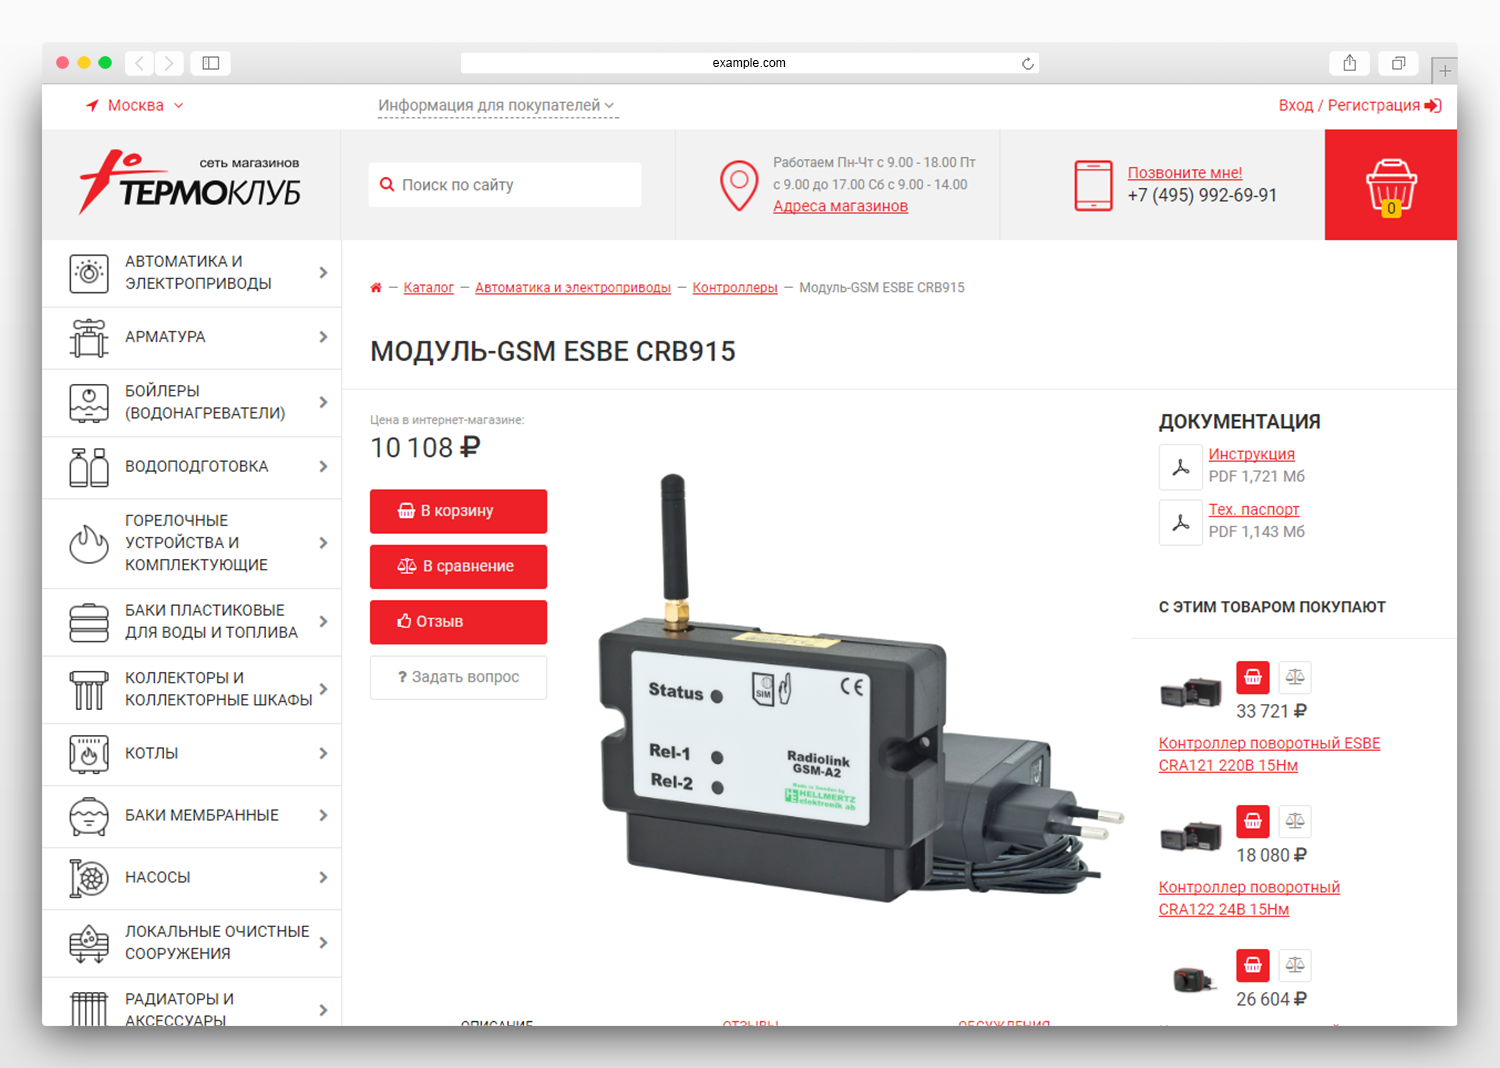 example.com
Москва
Информация для покупателей
Вход / Регистрация
сеть магазинов
ТЕРМОКЛУБ
Поиск по сайту
Работаем Пн-Чт с 9.00 - 18.00 Пт
с 9.00 до 17.00 Сб с 9.00 - 14.00
Адреса магазинов
Позвоните мне!
+7 (495) 992-69-91
0
АВТОМАТИКА И
ЭЛЕКТРОПРИВОДЫ
АРМАТУРА
БОЙЛЕРЫ
(ВОДОНАГРЕВАТЕЛИ)
ВОДОПОДГОТОВКА
ГОРЕЛОЧНЫЕ
УСТРОЙСТВА И
КОМПЛЕКТУЮЩИЕ
БАКИ ПЛАСТИКОВЫЕ
ДЛЯ ВОДЫ И ТОПЛИВА
КОЛЛЕКТОРЫ И
КОЛЛЕКТОРНЫЕ ШКАФЫ
КОТЛЫ
БАКИ МЕМБРАННЫЕ
НАСОСЫ
ЛОКАЛЬНЫЕ ОЧИСТНЫЕ
СООРУЖЕНИЯ
РАДИАТОРЫ И
АКСЕССУАРЫ
— Каталог — Автоматика и электроприводы — Контроллеры — Модуль-GSM ESBE CRB915
МОДУЛЬ-GSM ESBE CRB915
Цена в интернет-магазине:
10 108 ₽
В корзину
В сравнение
Отзыв
? Задать вопрос
Status
SIM
CE
Rel-1
Rel-2
Radiolink
GSM-A2
Made in Sweden by
HELLMERTZ
elektronik ab
ДОКУМЕНТАЦИЯ
Инструкция
PDF 1,721 Мб
Тех. паспорт
PDF 1,143 Мб
С ЭТИМ ТОВАРОМ ПОКУПАЮТ
33 721 ₽
Контроллер поворотный ESBE
CRA121 220В 15Нм
18 080 ₽
Контроллер поворотный
CRA122 24В 15Нм
26 604 ₽
ОПИСАНИЕ
ОТЗЫВЫ
ОБСУЖДЕНИЯ